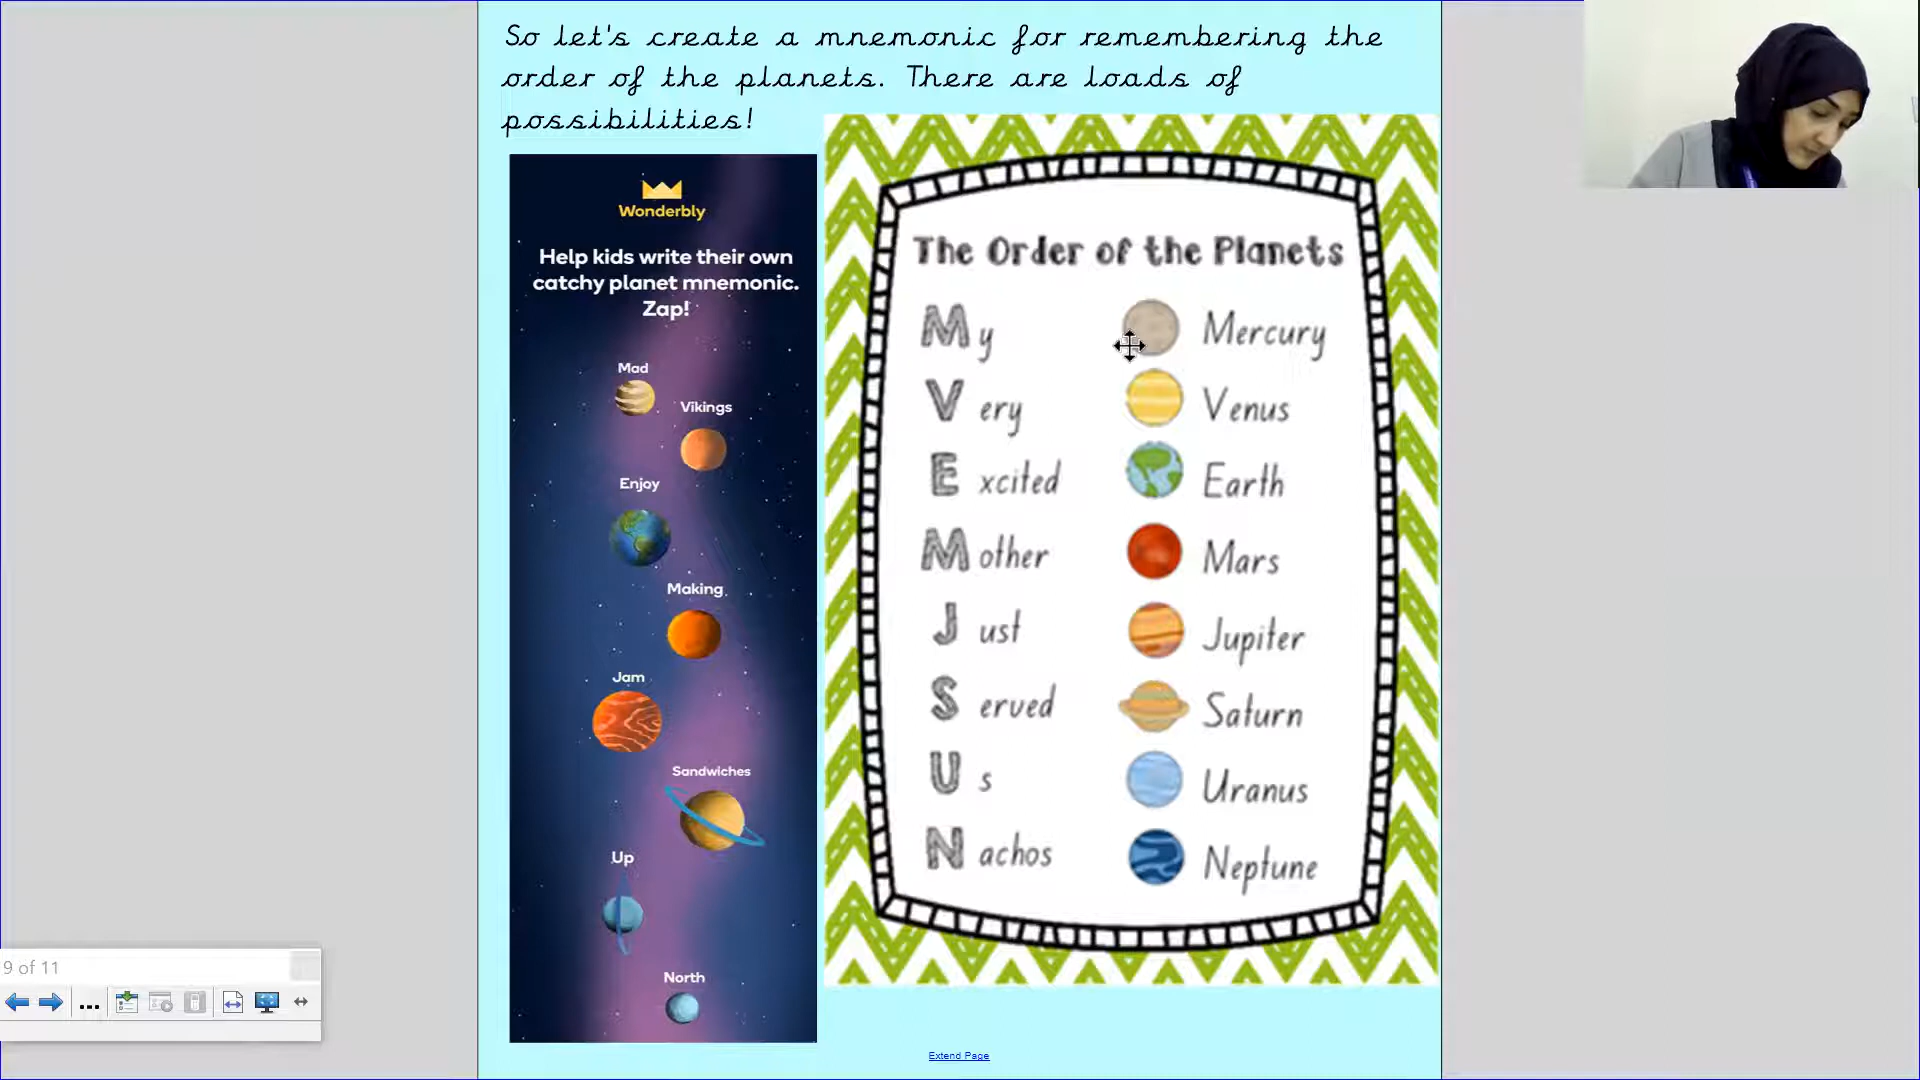 So let's create a mnemonic for remembering the
order of the planets. There are loads of
possibilities!
Wonderbly
Help kids write their own
catchy planet mnemonic.
Zap!
Mad
Vikings
Enjoy
Making
Jam
Sandwiches
Up
North
The Order of the Planets
My Mercury
Very Venus
Excited Earth
Mother Mars
Just Jupiter
Served Saturn
Us Uranus
Nachos Neptune
9 of 11
Extend Page